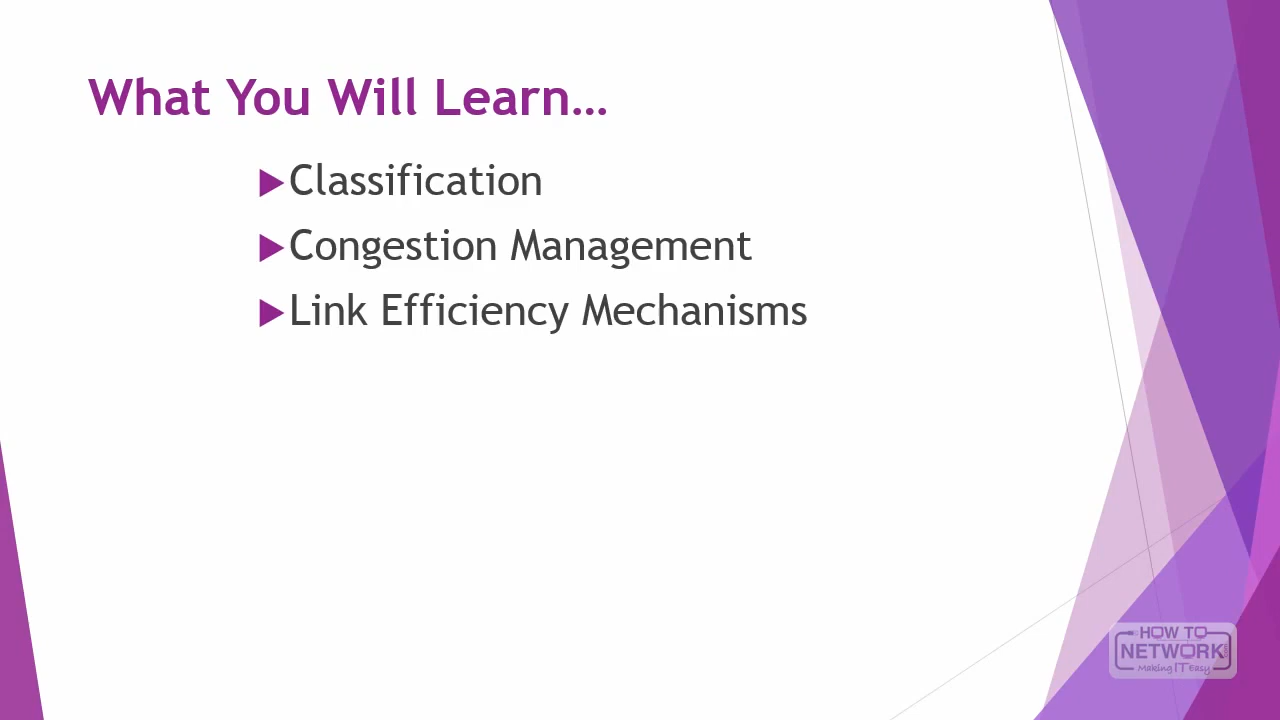 What You Will Learn…
Classification
Congestion Management
Link Efficiency Mechanisms
HOW TO
NETWORK
Making IT Easy